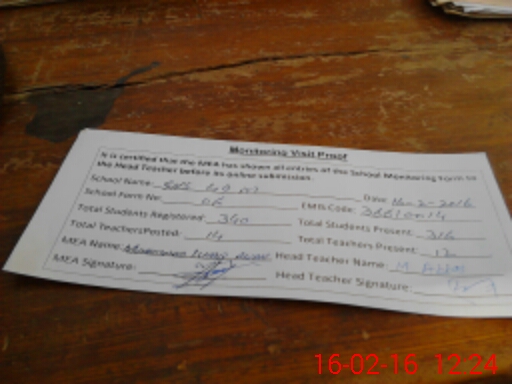 Monitoring Visit Proof
It is certified that the MEA has shown all entries of the School Monitoring Form to
the Head Teacher before its online submission.
School Name: Date: 16-2-2016
School Form No: 06 EMIS Code:
Total Students Registered: 340 Total Students Present: 316
Total Teachers Posted: 14 Total Teachers Present: 12
MEA Name: Head Teacher Name:
MEA Signature: Head Teacher Signature:
16-02-16 12:24